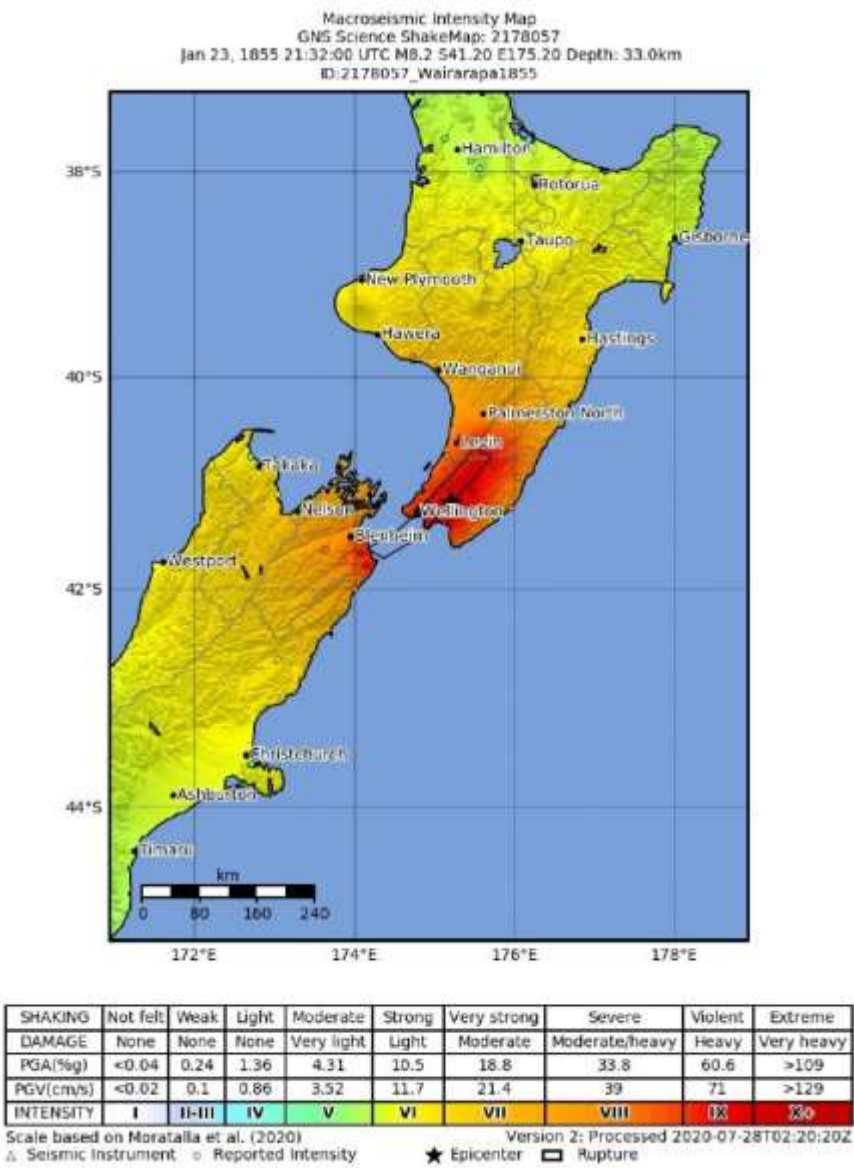 Macroseismic Intensity Map
GNS Science ShakeMap: 2178057
Jan 23, 1855 21:32:00 UTC M8.2 S41.20 E175.20 Depth: 33.0km
ID:2178057_Wairarapa1855
Hamilton
38°S
Rotorua
Taupo
Gisborne
New Plymouth
Hawera
Hastings
Wanganui
40°S
Palmerston North
Levin
Takaka
Nelson
Wellington
Blenheim
Westport
42°S
Christchurch
Ashburton
44°S
Timaru
km
0 80 160 240
172°E 174°E 176°E 178°E
SHAKING Not felt Weak Light Moderate Strong Very strong Severe Violent Extreme
DAMAGE None None None Very light Light Moderate Moderate/heavy Heavy Very heavy
PGA(%g) <0.04 0.24 1.36 4.31 10.5 18.8 33.8 60.6 >109
PGV(cm/s) <0.02 0.1 0.86 3.52 11.7 21.4 39 71 >129
INTENSITY I II-III IV V VI VII VIII IX X+
Scale based on Moratalla et al. (2020) Version 2: Processed 2020-07-28T02:20:20Z
Seismic Instrument Reported Intensity Epicenter Rupture